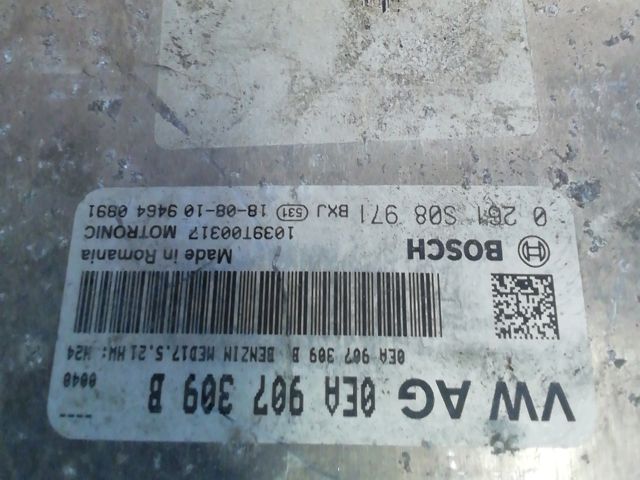 VW AG 0EA 907 309 B
0040
0EA 907 309 B BENZIN MED17.5.21 HW: H24
BOSCH
Made in Romania
1039T00317 MOTRONIC
0 261 S08 971 BXJ 531 18-08-10 9464 0891